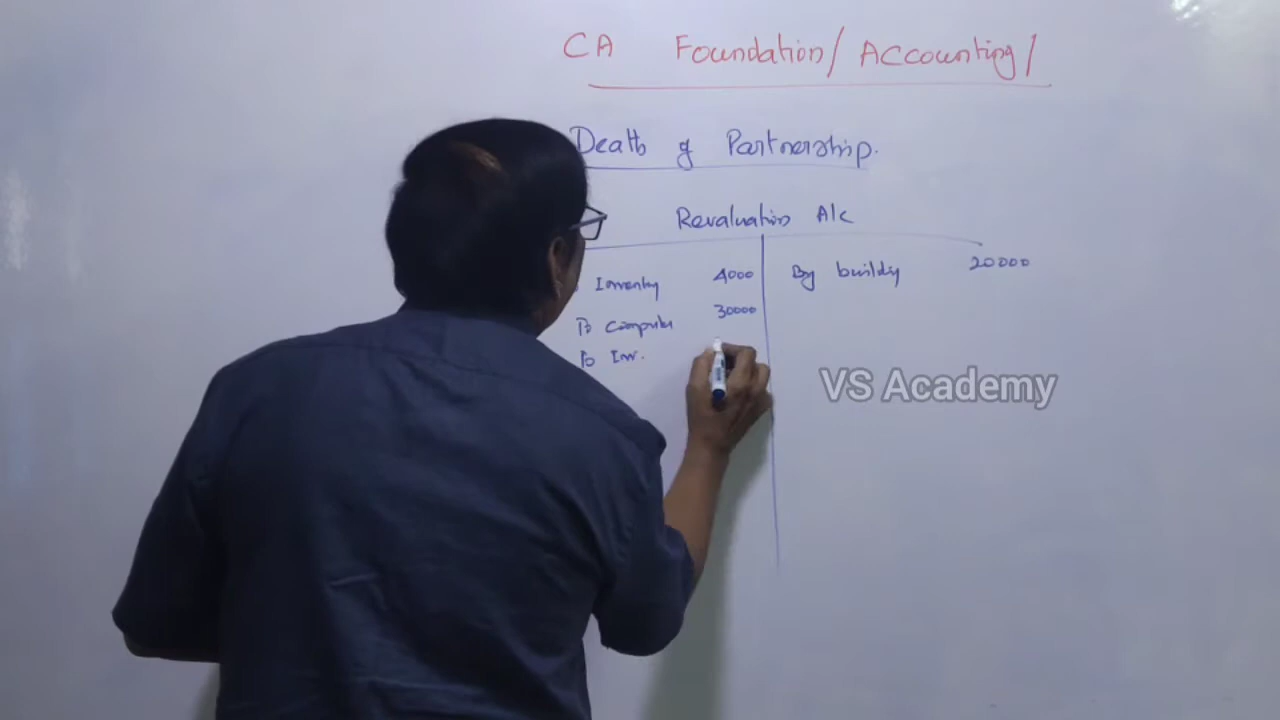 CA Foundation/ Accounting/
Death of Partnership.
Revaluation A/c
Inventory 4000 By building 20000
To Computer 30000
To Inv.
VS Academy